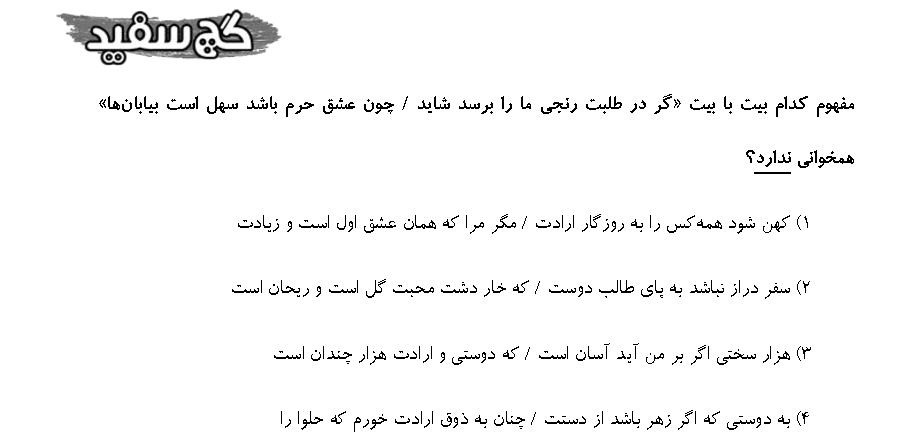 گچ سفید
مفهوم کدام بیت با بیت «گر در طلبت رنجی ما را برسد شاید / چون عشق حرم باشد سهل است بیابان‌ها»
همخوانی ندارد؟
۱) کهن شود همه‌کس را به روزگار ارادت / مگر مرا که همان عشق اول است و زیادت
۲) سفر دراز نباشد به پای طالب دوست / که خار دشت محبت گل است و ریحان است
۳) هزار سختی اگر بر من آید آسان است / که دوستی و ارادت هزار چندان است
۴) به دوستی که اگر زهر باشد از دستت / چنان به ذوق ارادت خورم که حلوا را